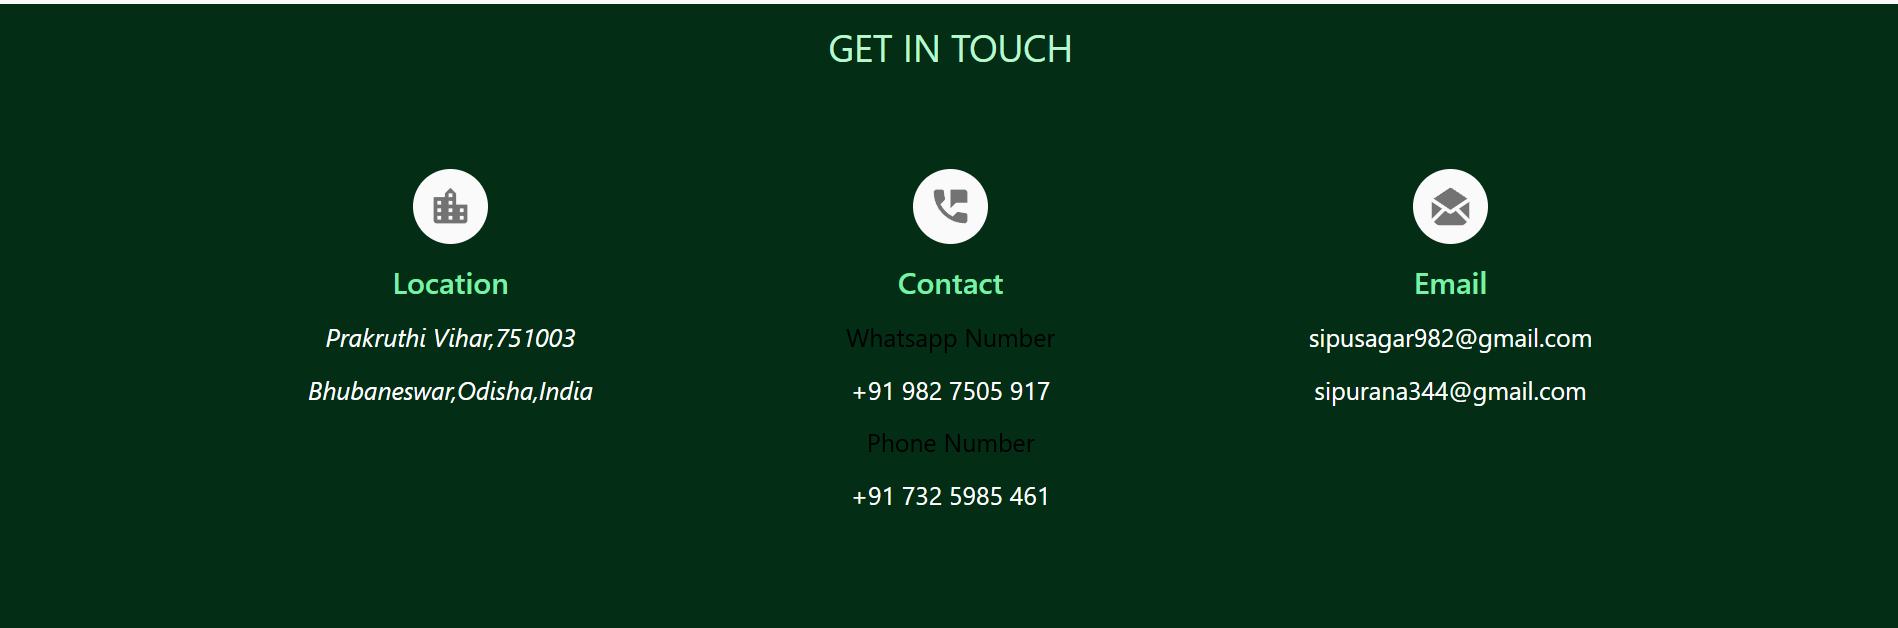 GET IN TOUCH
Location
Prakruthi Vihar,751003
Bhubaneswar,Odisha,India
Contact
Whatsapp Number
+91 982 7505 917
Phone Number
+91 732 5985 461
Email
sipusagar982@gmail.com
sipurana344@gmail.com